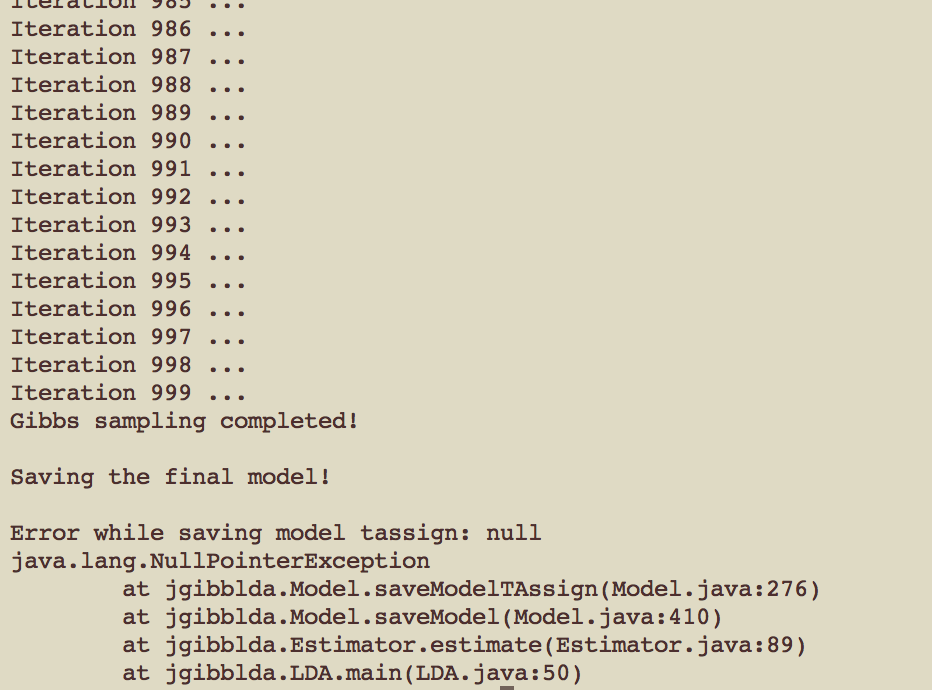 Iteration 985 ...
Iteration 986 ...
Iteration 987 ...
Iteration 988 ...
Iteration 989 ...
Iteration 990 ...
Iteration 991 ...
Iteration 992 ...
Iteration 993 ...
Iteration 994 ...
Iteration 995 ...
Iteration 996 ...
Iteration 997 ...
Iteration 998 ...
Iteration 999 ...
Gibbs sampling completed!
Saving the final model!
Error while saving model tassign: null
java.lang.NullPointerException
at jgibblda.Model.saveModelTAssign(Model.java:276)
at jgibblda.Model.saveModel(Model.java:410)
at jgibblda.Estimator.estimate(Estimator.java:89)
at jgibblda.LDA.main(LDA.java:50)